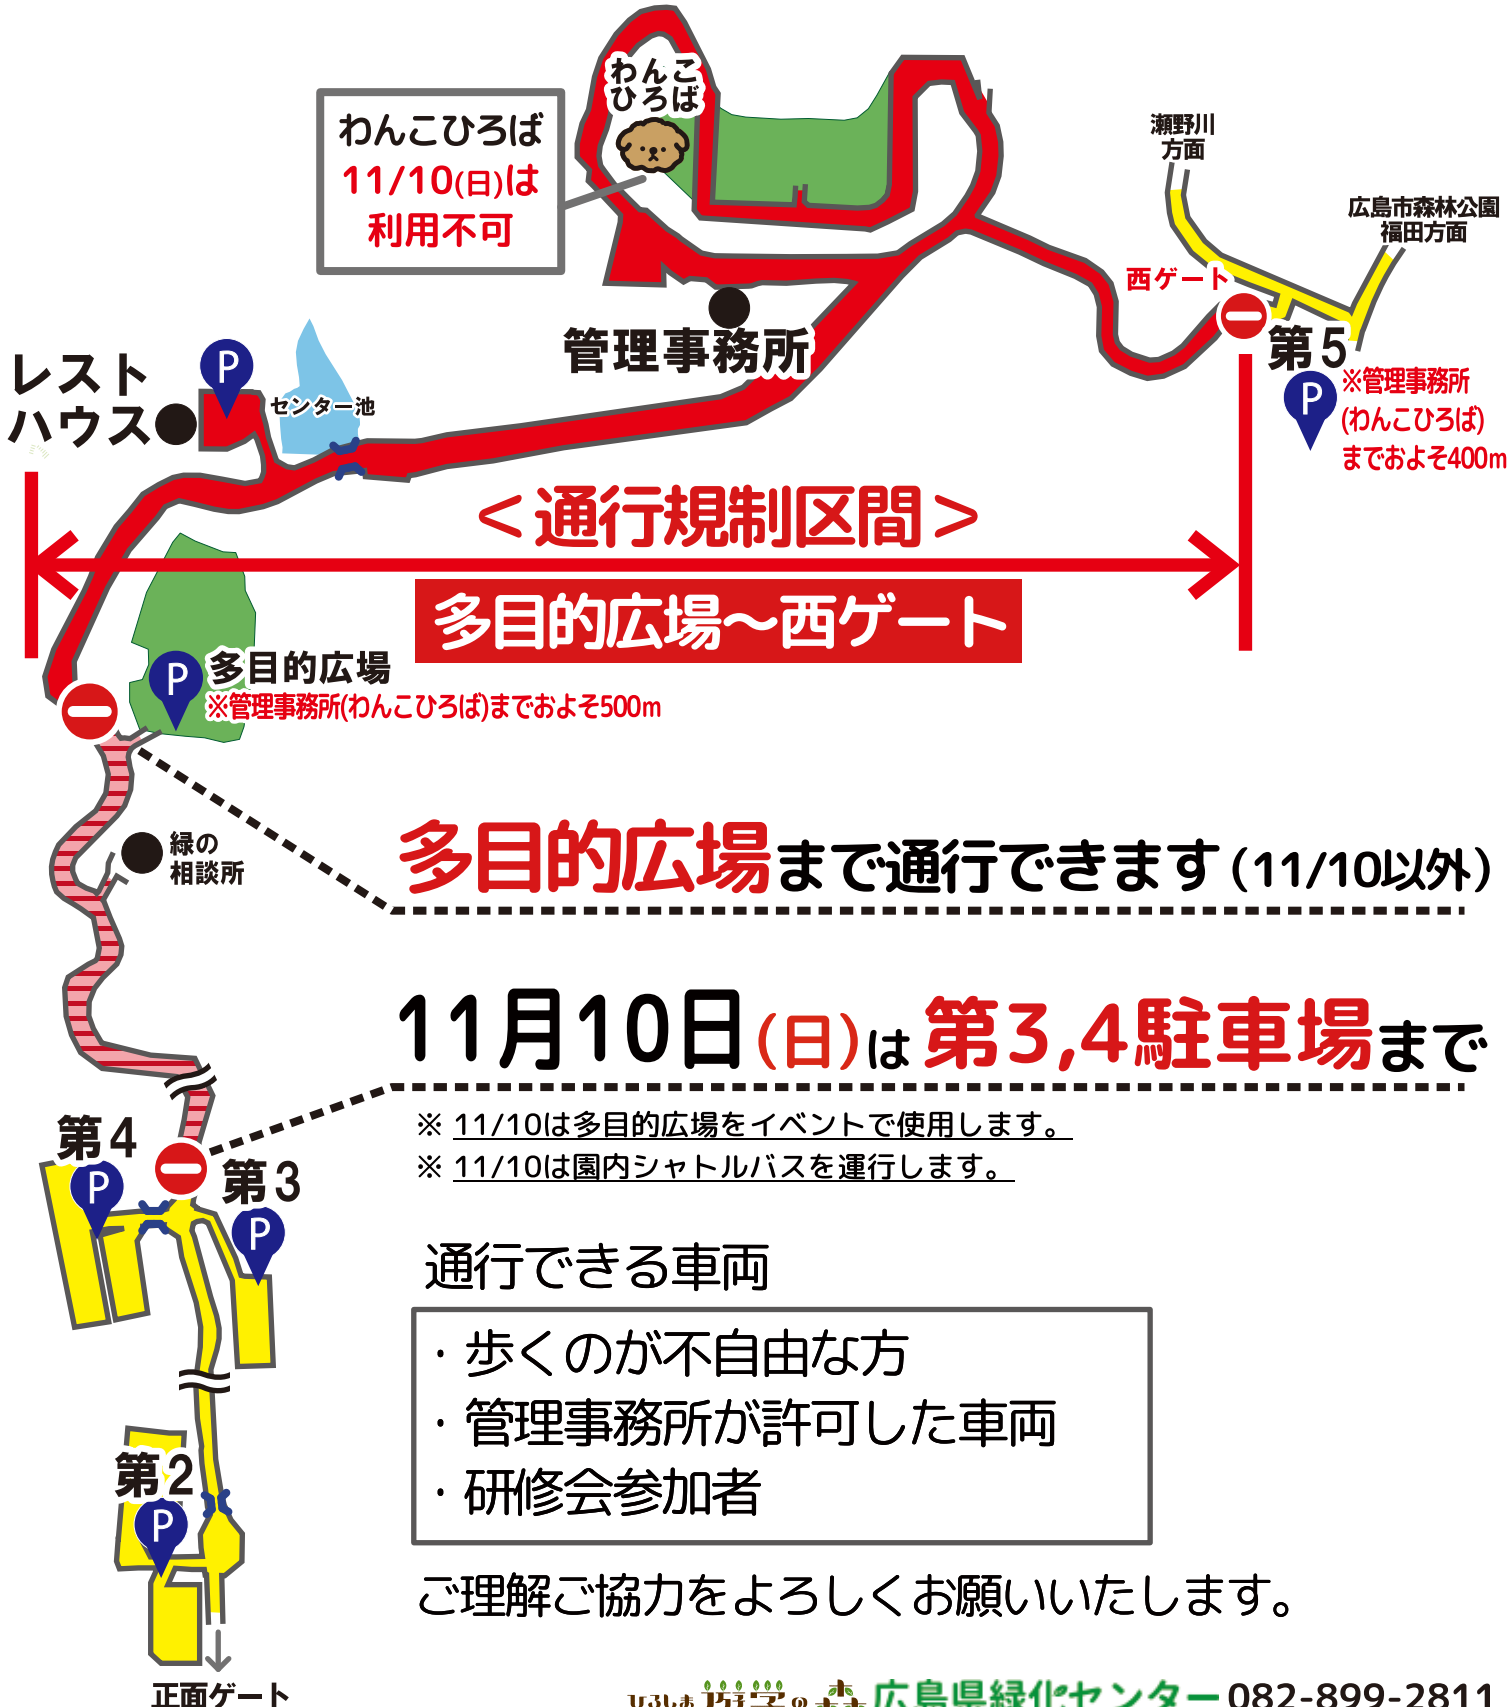 わんこ
ひろば
わんこひろば
11/10(日)は
利用不可
瀬野川
方面
広島市森林公園
福田方面
西ゲート
第5
P
※管理事務所
(わんこひろば)
までおよそ400m
管理事務所
P
レスト
ハウス
センター池
＜通行規制区間＞
多目的広場～西ゲート
P
多目的広場
※管理事務所(わんこひろば)までおよそ500m
緑の
相談所
多目的広場まで通行できます(11/10以外)
11月10日(日)は第3,4駐車場まで
※ 11/10は多目的広場をイベントで使用します。
※ 11/10は園内シャトルバスを運行します。
第4
P
第3
P
通行できる車両
・歩くのが不自由な方
・管理事務所が許可した車両
・研修会参加者
第2
P
ご理解ご協力をよろしくお願いいたします。
正面ゲート
ひろしま遊学の森 広島県緑化センター 082-899-2811